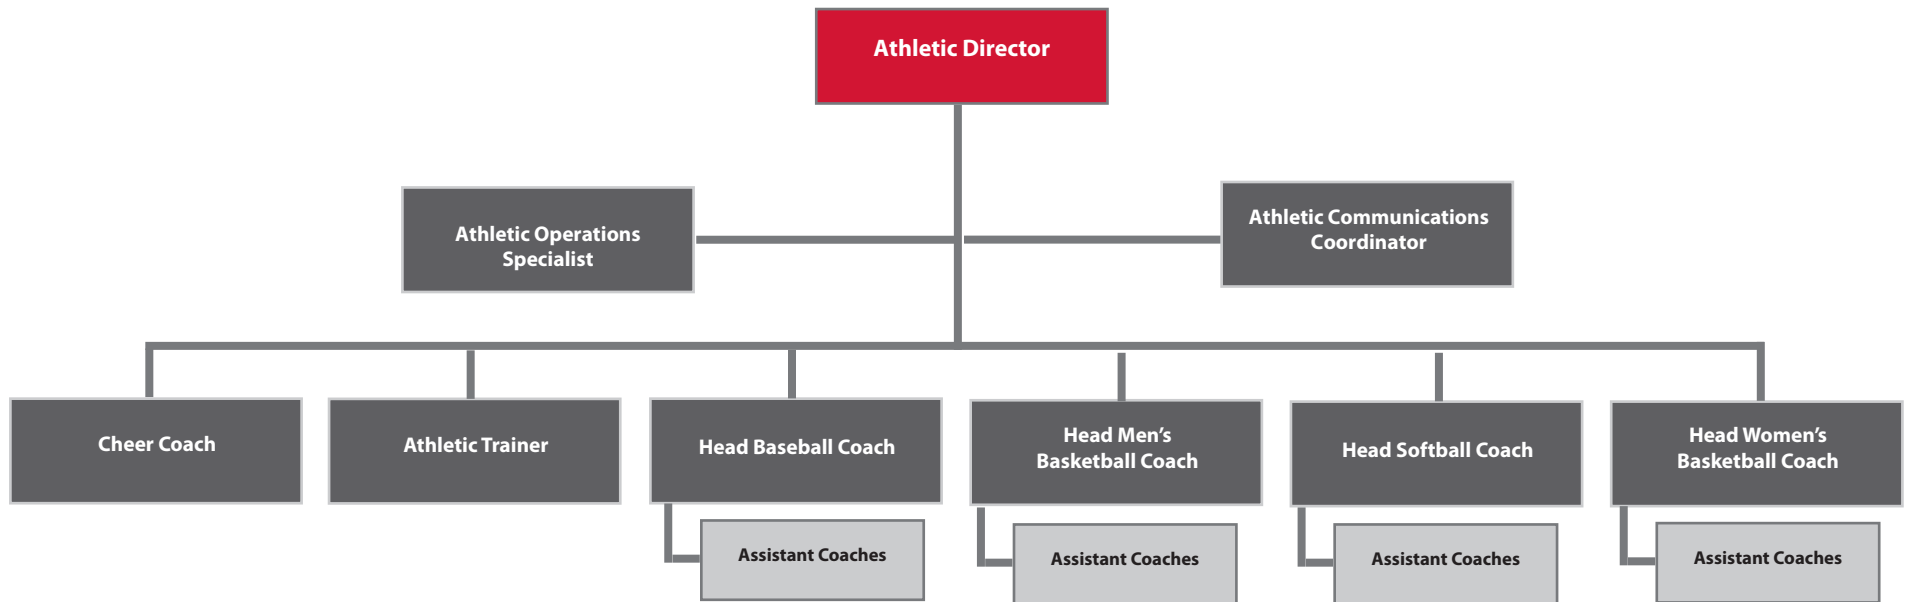 Athletic Director
Athletic Operations
Specialist
Athletic Communications
Coordinator
Cheer Coach
Athletic Trainer
Head Baseball Coach
Head Men’s
Basketball Coach
Head Softball Coach
Head Women’s
Basketball Coach
Assistant Coaches
Assistant Coaches
Assistant Coaches
Assistant Coaches